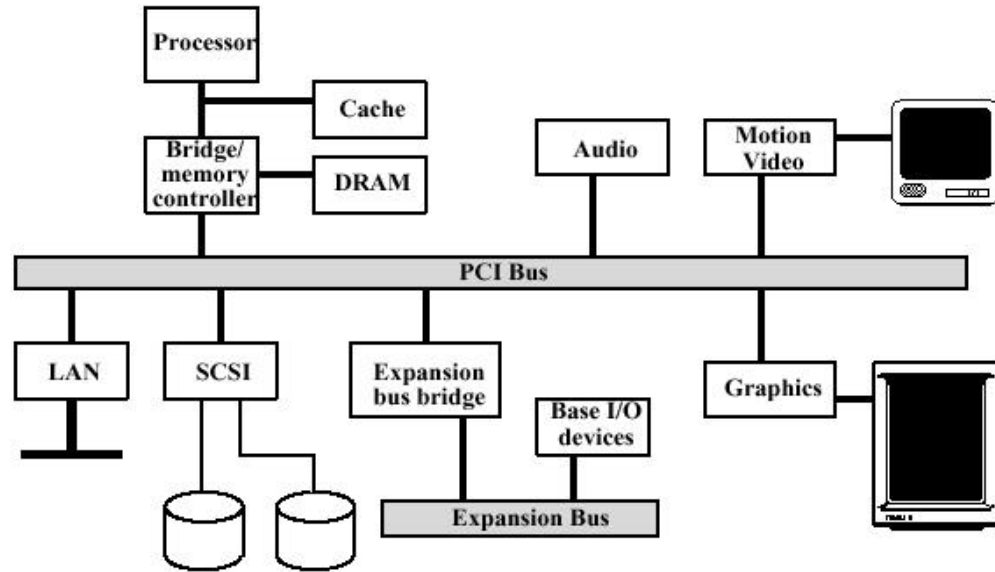 Processor
Cache
Bridge/
memory
controller
DRAM
Audio
Motion
Video
PCI Bus
LAN
SCSI
Expansion
bus bridge
Base I/O
devices
Graphics
Expansion Bus